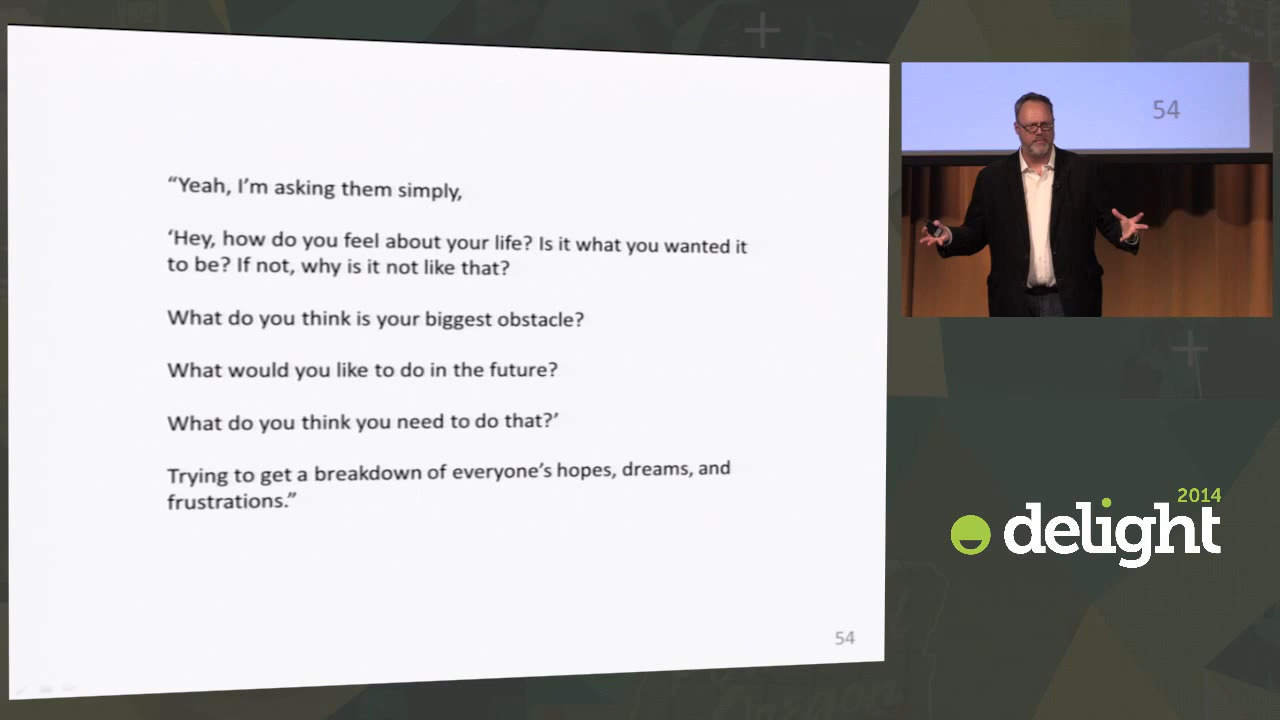 “Yeah, I’m asking them simply,
‘Hey, how do you feel about your life? Is it what you wanted it
to be? If not, why is it not like that?
What do you think is your biggest obstacle?
What would you like to do in the future?
What do you think you need to do that?’
Trying to get a breakdown of everyone’s hopes, dreams, and
frustrations.”
54
54
2014
delight